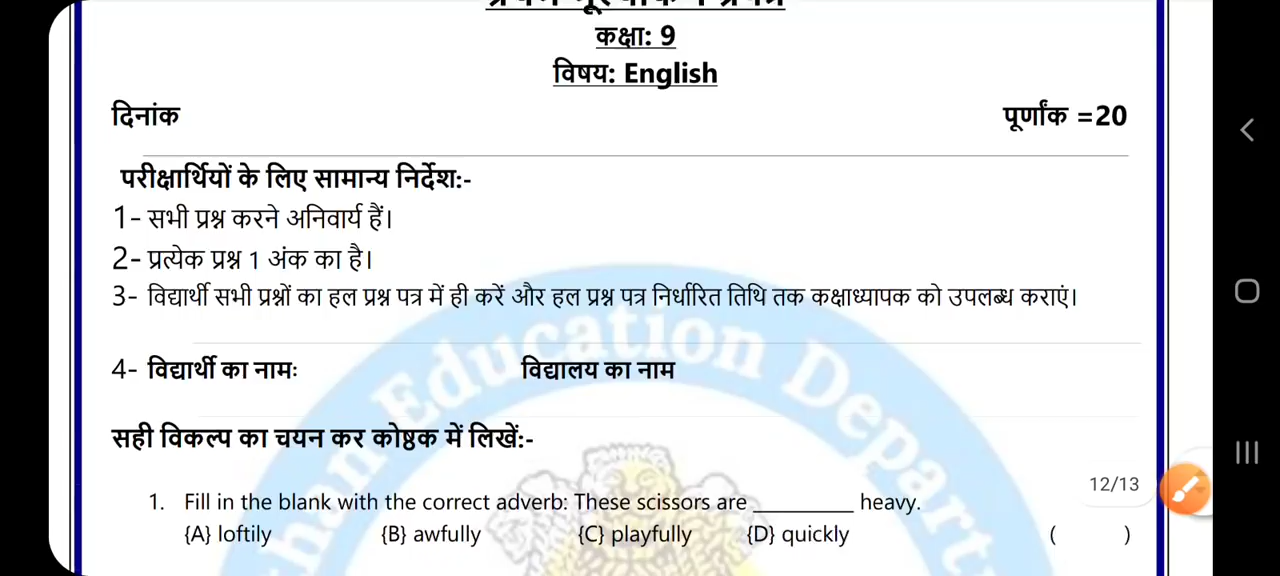 कक्षा: 9
विषय: English
दिनांक पूर्णांक =20
परीक्षार्थियों के लिए सामान्य निर्देश:-
1- सभी प्रश्न करने अनिवार्य हैं।
2- प्रत्येक प्रश्न 1 अंक का है।
3- विद्यार्थी सभी प्रश्नों का हल प्रश्न पत्र में ही करें और हल प्रश्न पत्र निर्धारित तिथि तक कक्षाध्यापक को उपलब्ध कराएं।
4- विद्यार्थी का नामः विद्यालय का नाम
सही विकल्प का चयन कर कोष्ठक में लिखें:-
12/13
1. Fill in the blank with the correct adverb: These scissors are _________ heavy.
{A} loftily {B} awfully {C} playfully {D} quickly ( )
Education